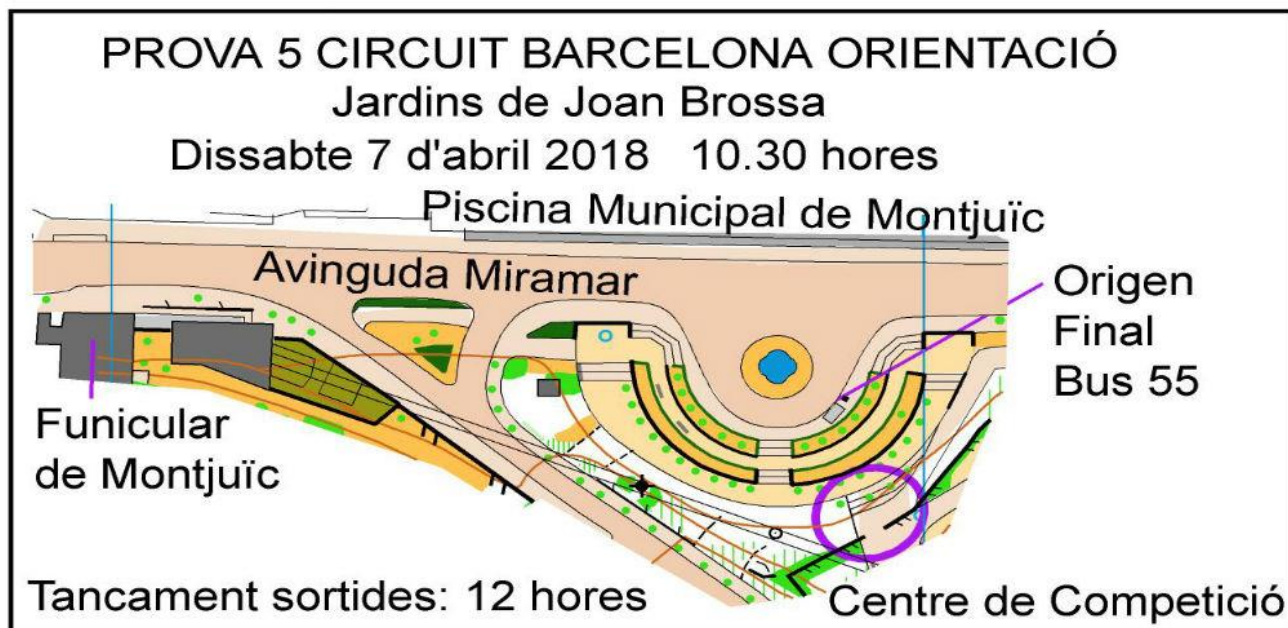 PROVA 5 CIRCUIT BARCELONA ORIENTACIÓ
Jardins de Joan Brossa
Dissabte 7 d'abril 2018 10.30 hores
Piscina Municipal de Montjuïc
Avinguda Miramar
Origen
Final
Bus 55
Funicular
de Montjuïc
Tancament sortides: 12 hores
Centre de Competició